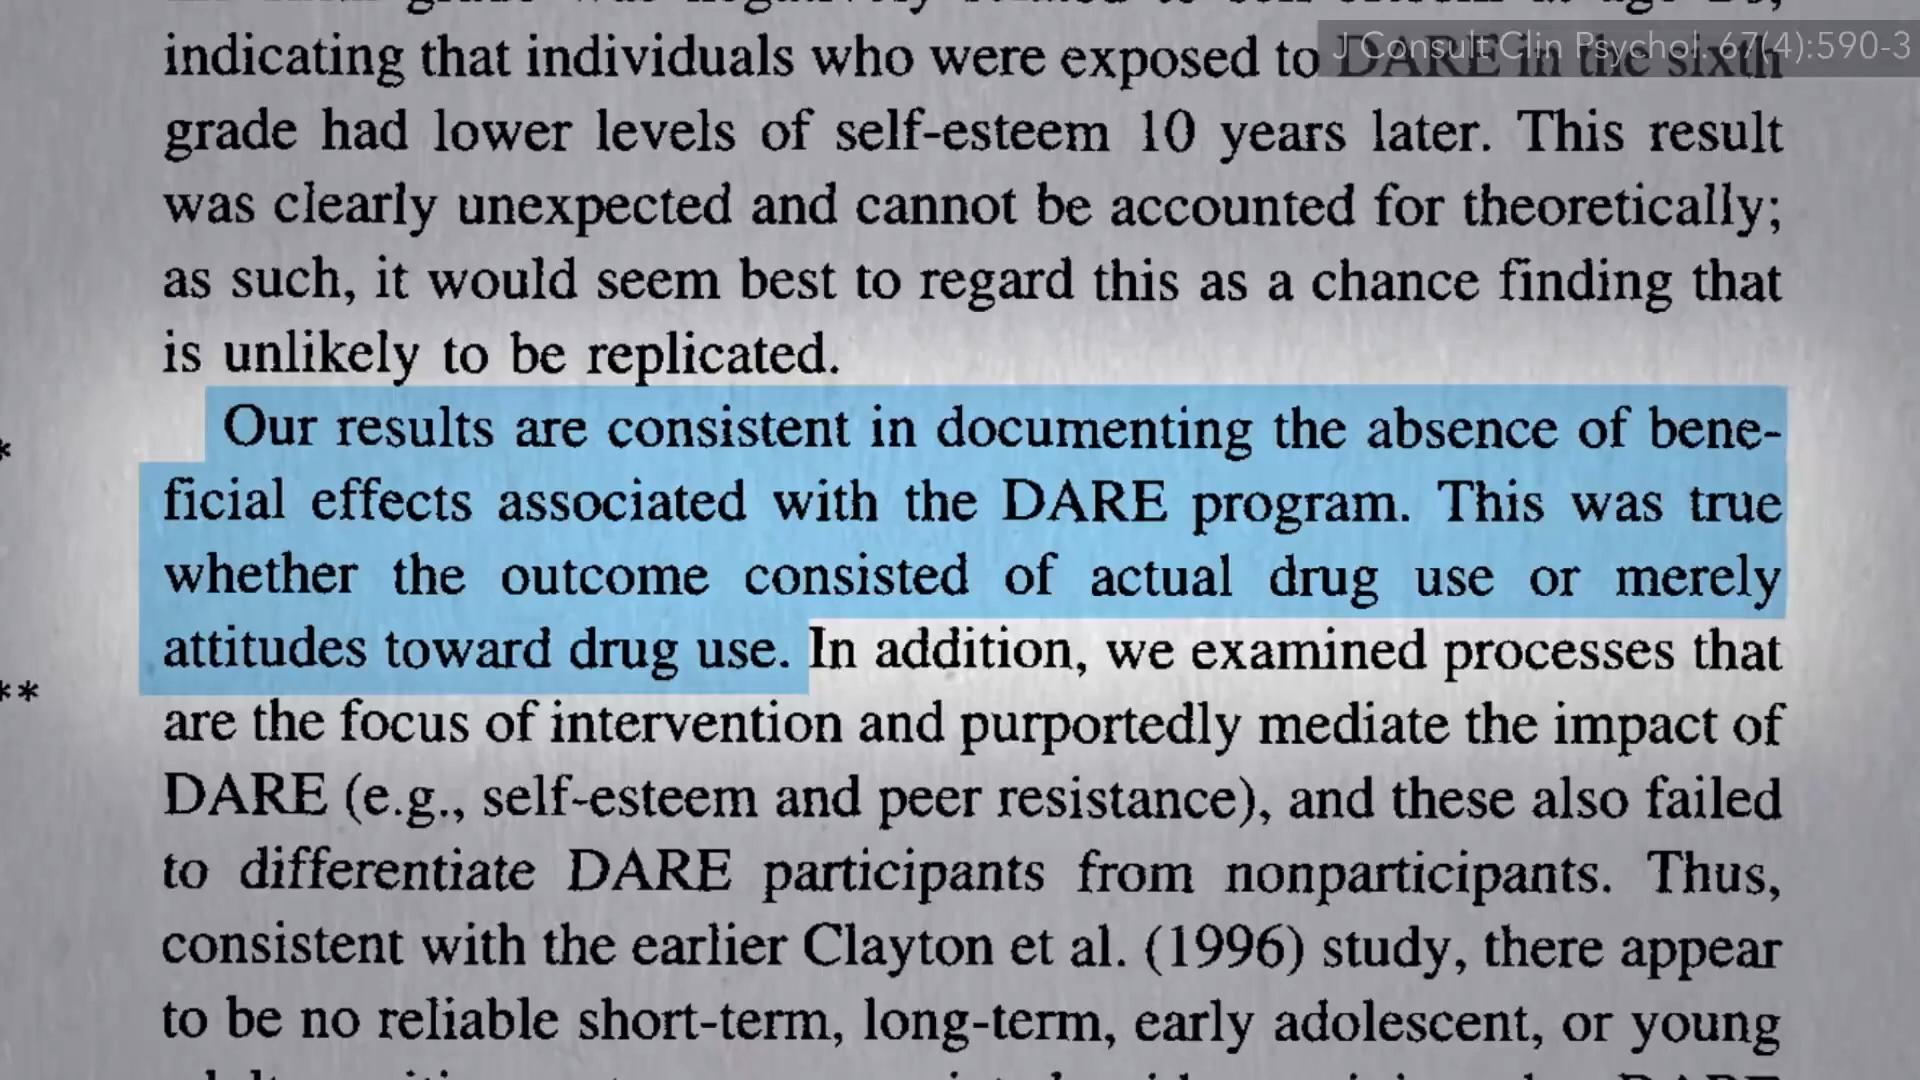 J Consult Clin Psychol. 67(4):590-3
indicating that individuals who were exposed to DARE in the sixth
grade had lower levels of self-esteem 10 years later. This result
was clearly unexpected and cannot be accounted for theoretically;
as such, it would seem best to regard this as a chance finding that
is unlikely to be replicated.
Our results are consistent in documenting the absence of bene-
ficial effects associated with the DARE program. This was true
*
whether the outcome consisted of actual drug use or merely
attitudes toward drug use. In addition, we examined processes that
**
are the focus of intervention and purportedly mediate the impact of
DARE (e.g., self-esteem and peer resistance), and these also failed
to differentiate DARE participants from nonparticipants. Thus,
consistent with the earlier Clayton et al. (1996) study, there appear
to be no reliable short-term, long-term, early adolescent, or young